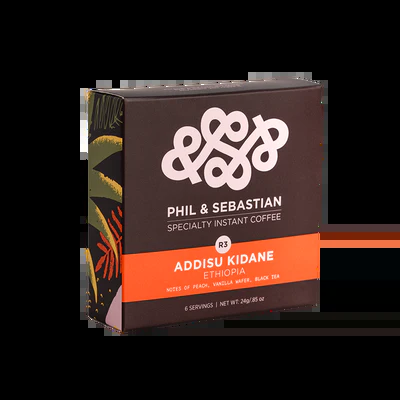 PHIL & SEBASTIAN
SPECIALTY INSTANT COFFEE
R3
ADDISU KIDANE
ETHIOPIA
NOTES OF PEACH, VANILLA WAFER, BLACK TEA
6 SERVINGS | NET WT. 24g/.85 oz